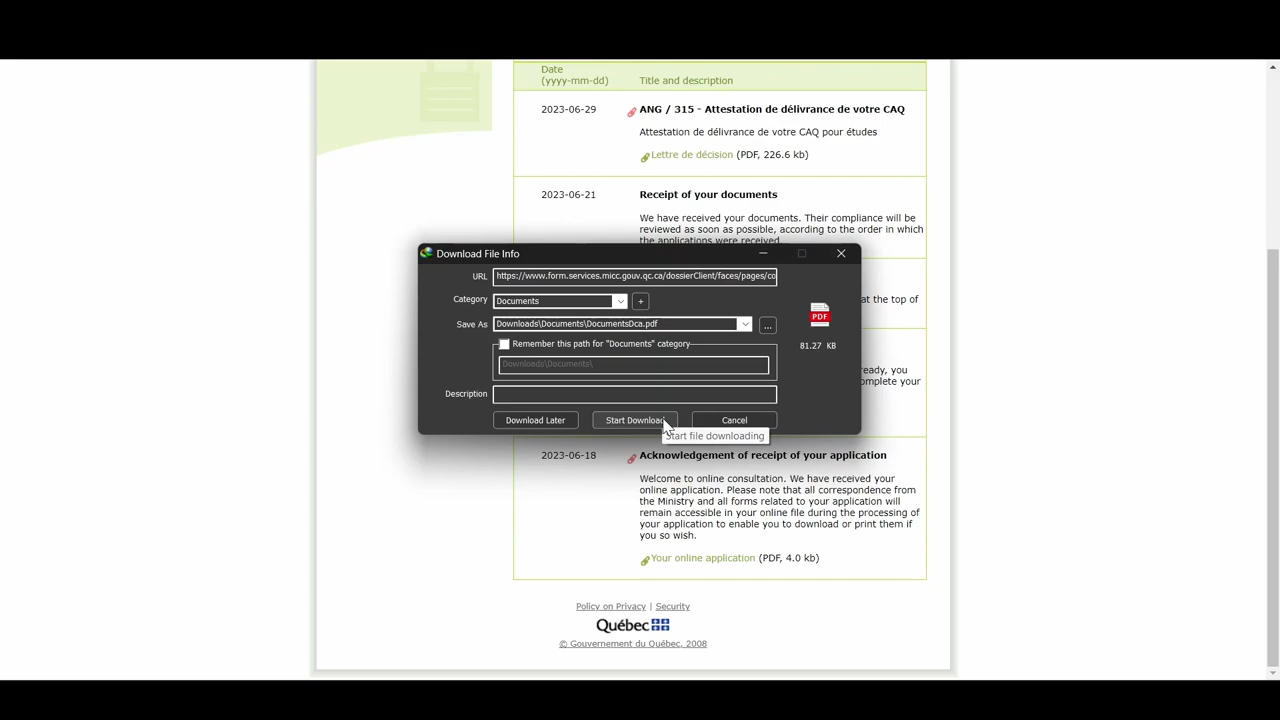 Date
(yyyy-mm-dd)
Title and description
2023-06-29
ANG / 315 - Attestation de délivrance de votre CAQ
Attestation de délivrance de votre CAQ pour études
Lettre de décision (PDF, 226.6 kb)
2023-06-21
Receipt of your documents
We have received your documents. Their compliance will be
reviewed as soon as possible, according to the order in which
the applications were received.
Download File Info
URL
https://www.form.services.micc.gouv.qc.ca/dossierClient/faces/pages/co
Category
Documents
+
Save As
Downloads\Documents\DocumentsDca.pdf
...
PDF
81.27 KB
Remember this path for "Documents" category
Downloads\Documents\
Description
Download Later
Start Download
Cancel
Start file downloading
at the top of
ready, you
mplete your
2023-06-18
Acknowledgement of receipt of your application
Welcome to online consultation. We have received your
online application. Please note that all correspondence from
the Ministry and all forms related to your application will
remain accessible in your online file during the processing of
your application to enable you to download or print them if
you so wish.
Your online application (PDF, 4.0 kb)
Policy on Privacy | Security
Québec
© Gouvernement du Québec, 2008